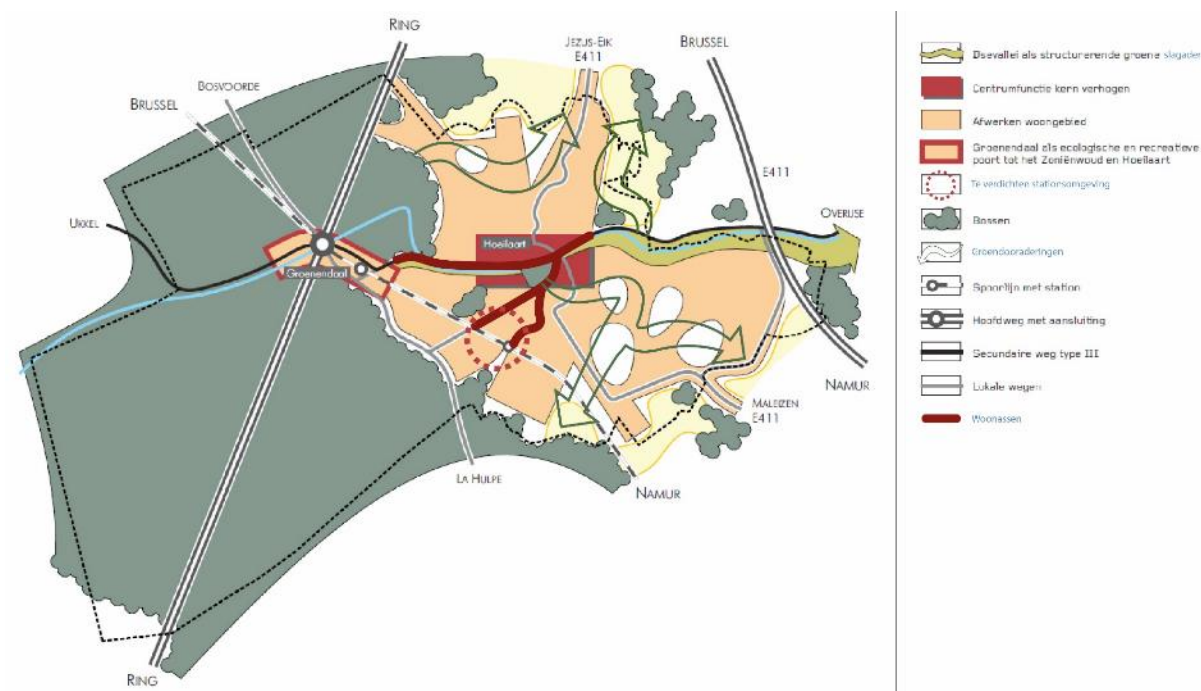 RING
JEZUS-EIK
E411
BRUSSEL
BOSVOORDE
BRUSSEL
E411
UKKEL
OVERIJSE
Hoeilaart
Groenendaal
NAMUR
MALEIZEN
E411
LA HULPE
NAMUR
RING
IJsevallei als structurerende groene slagader
Centrumfunctie kern verhogen
Afwerken woongebied
Groenendaal als ecologische en recreatieve
poort tot het Zoniënwoud en Hoeilaart
Te verdichten stationsomgeving
Bossen
Groendooraderingen
Spoorlijn met station
Hoofdweg met aansluiting
Secundaire weg type III
Lokale wegen
Woonassen